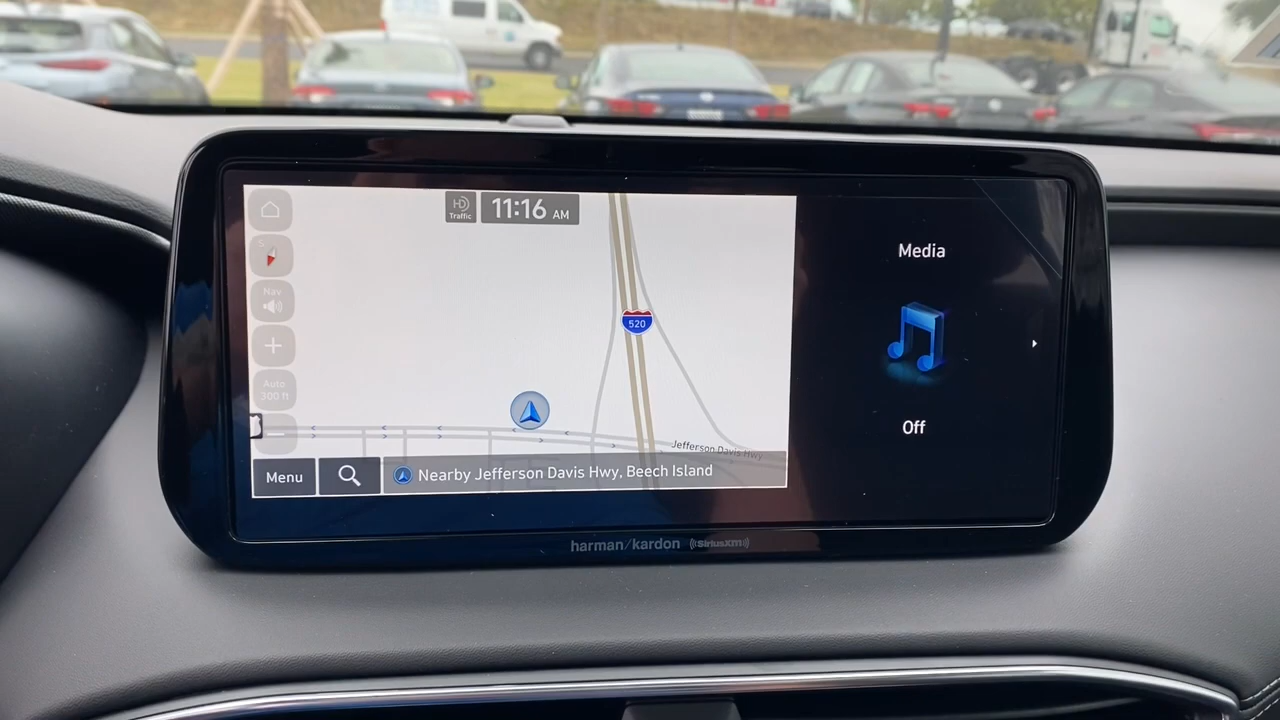 S
HD
Traffic
11:16 AM
Media
Nav
520
Auto
300 ft
Off
Jefferson Davis Hwy
Menu
Nearby Jefferson Davis Hwy, Beech Island
harman/kardon
((SiriusXM))